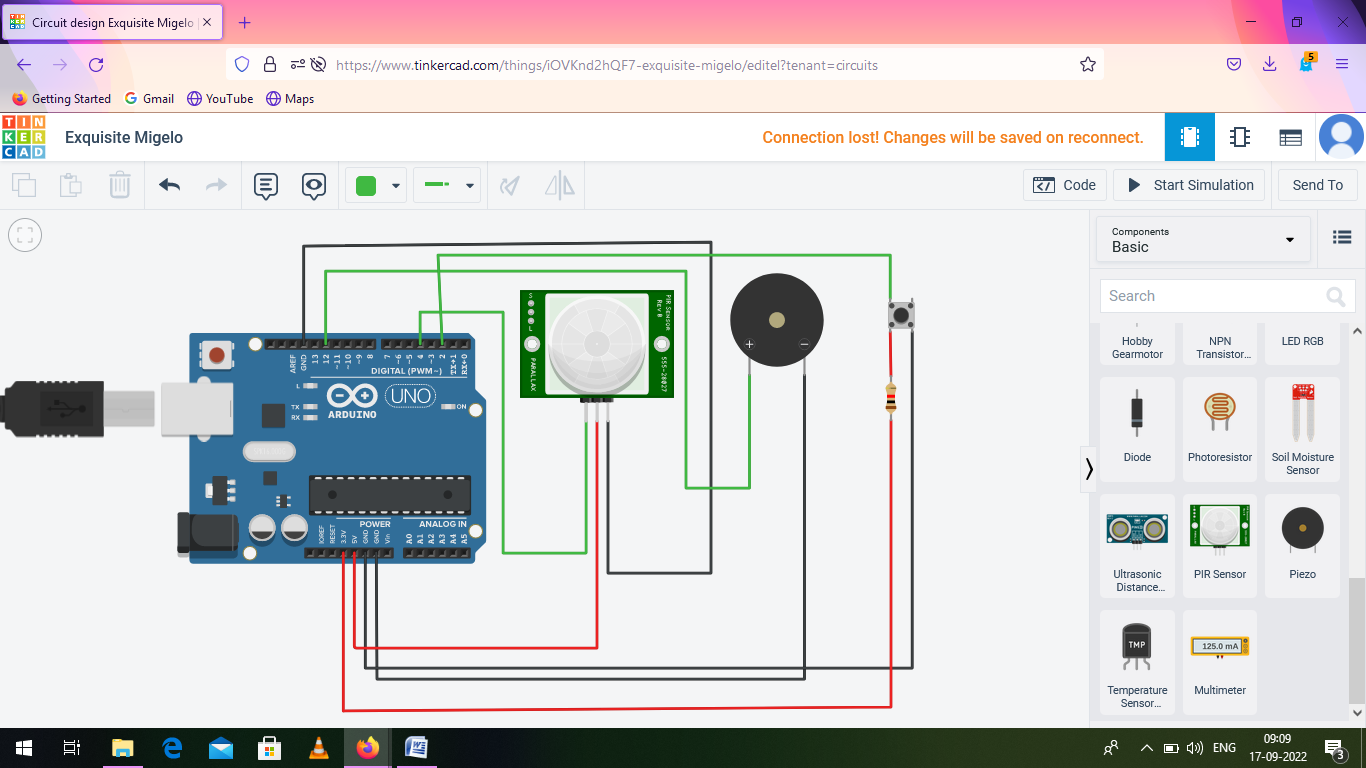 Circuit design Exquisite Migelo |
5
https://www.tinkercad.com/things/iOVKnd2hQF7-exquisite-migelo/editel?tenant=circuits
Getting Started
Gmail
YouTube
Maps
TIN
KER
CAD
Exquisite Migelo
Connection lost! Changes will be saved on reconnect.
Code
Start Simulation
Send To
Components
Basic
Search
Hobby
Gearmotor
NPN
Transistor...
LED RGB
Diode
Photoresistor
Soil Moisture
Sensor
Ultrasonic
Distance...
PIR Sensor
Piezo
TMP
Temperature
Sensor...
125.0 mA
Multimeter
AREF
GND
13
12
~11
~10
~9
8
7
~6
~5
4
~3
2
TX→1
RX←0
DIGITAL (PWM~)
L
TX
RX
ARDUINO
UNO
ON
IOREF
RESET
3.3V
5V
GND
GND
Vin
POWER
ANALOG IN
A0
A1
A2
A3
A4
A5
S
L
PARALLAX
PIR Sensor
Rev B
555-28027
+
−
ENG
09:09
17-09-2022
3